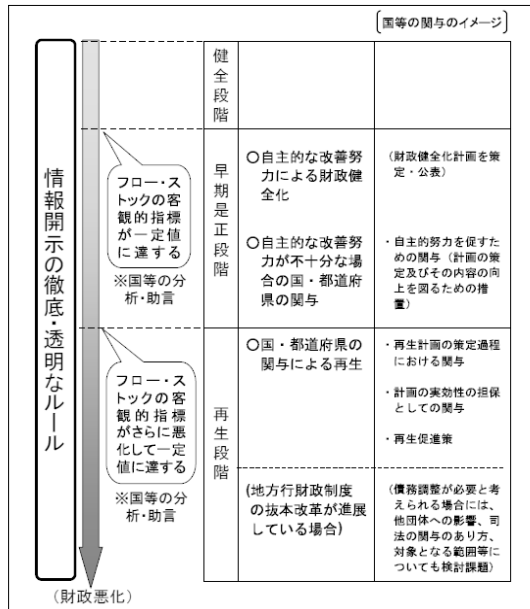 〔国等の関与のイメージ〕
情報開示の徹底・透明なルール
（財政悪化）
フロー・ス
トックの客
観的指標
が一定値
に達する
※国等の分
析・助言
フロー・ス
トックの客
観的指標
がさらに悪
化して一定
値に達する
※国等の分
析・助言
健全段階
早期是正段階
〇自主的な改善努
力による財政健
全化
（財政健全化計画を策
定・公表）
〇自主的な改善努
力が不十分な場
合の国・都道府
県の関与
・自主的努力を促すた
めの関与（計画の策
定及びその内容の向
上を図るための措
置）
再生段階
〇国・都道府県の
関与による再生
・再生計画の策定過程
における関与
・計画の実効性の担保
としての関与
・再生促進策
(地方行財政制度
の抜本改革が進展
している場合)
(債務調整が必要と考
えられる場合には、
他団体への影響、司
法の関与のあり方、
対象となる範囲等に
ついても検討課題)